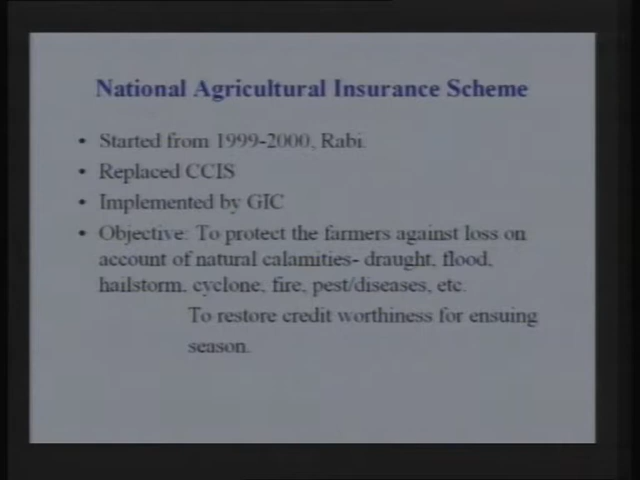 National Agricultural Insurance Scheme
• Started from 1999-2000, Rabi.
• Replaced CCIS
• Implemented by GIC
• Objective: To protect the farmers against loss on
account of natural calamities- draught, flood,
hailstorm, cyclone, fire, pest/diseases, etc.
To restore credit worthiness for ensuing
season.